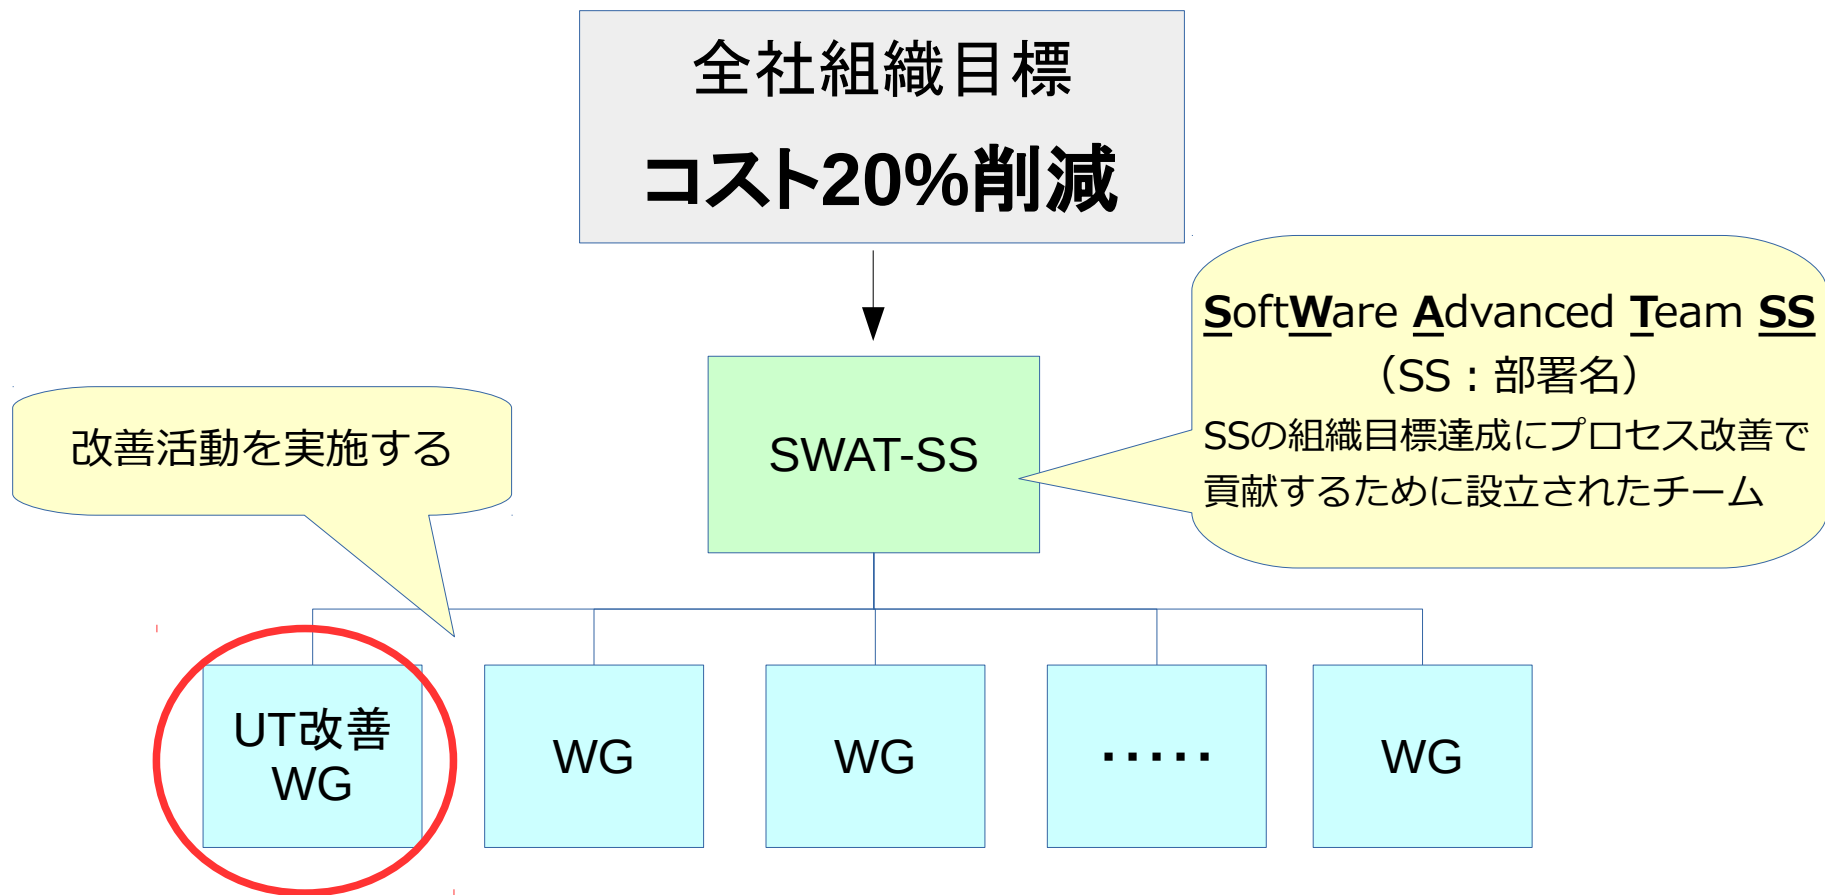 全社組織目標
コスト20%削減
SoftWare Advanced Team SS
（SS：部署名）
SSの組織目標達成にプロセス改善で
貢献するために設立されたチーム
改善活動を実施する
SWAT-SS
UT改善
WG
WG
WG
・・・・・
WG